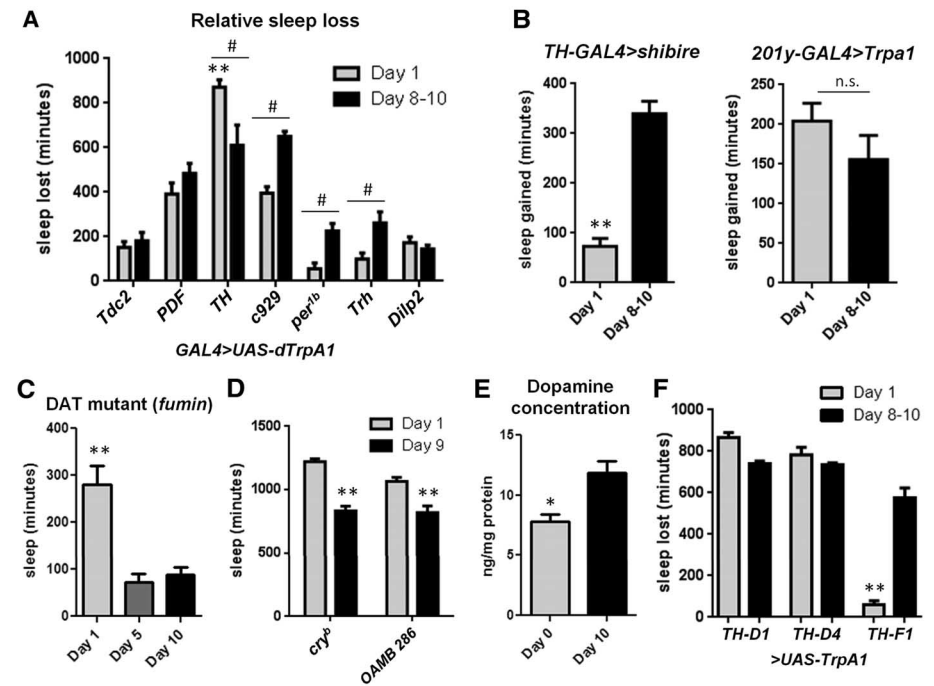 A
Relative sleep loss
#
**
#
#
#
Day 1
Day 8-10
1000
800
600
400
200
0
sleep lost (minutes)
Tdc2
PDF
TH
c929
per1b
Trh
Dilp2
GAL4>UAS-dTrpA1
B
TH-GAL4>shibire
400
300
200
100
0
sleep gained (minutes)
**
Day 1
Day 8-10
201y-GAL4>Trpa1
n.s.
250
200
150
100
50
0
sleep gained (minutes)
Day 1
Day 8-10
C
DAT mutant (fumin)
400
300
200
100
0
sleep (minutes)
**
Day 1
Day 5
Day 10
D
Day 1
Day 9
1500
1000
500
0
sleep (minutes)
**
**
cryb
OAMB 286
E
Dopamine
concentration
15
10
5
0
ng/mg protein
*
Day 0
Day 10
F
Day 1
Day 8-10
1000
800
600
400
200
0
sleep lost (minutes)
**
TH-D1
TH-D4
TH-F1
>UAS-TrpA1